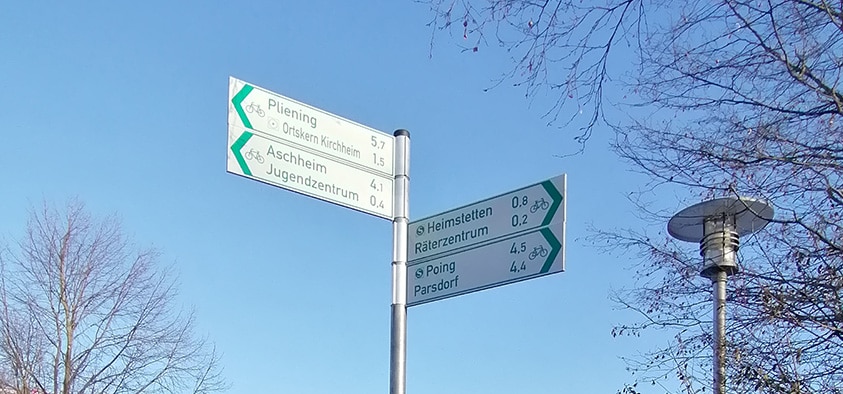 Pliening 5,7
Ortskern Kirchheim 1,5
Aschheim 4,1
Jugendzentrum 0,4
S Heimstetten 0,8
Räterzentrum 0,2
S Poing 4,5
Parsdorf 4,4